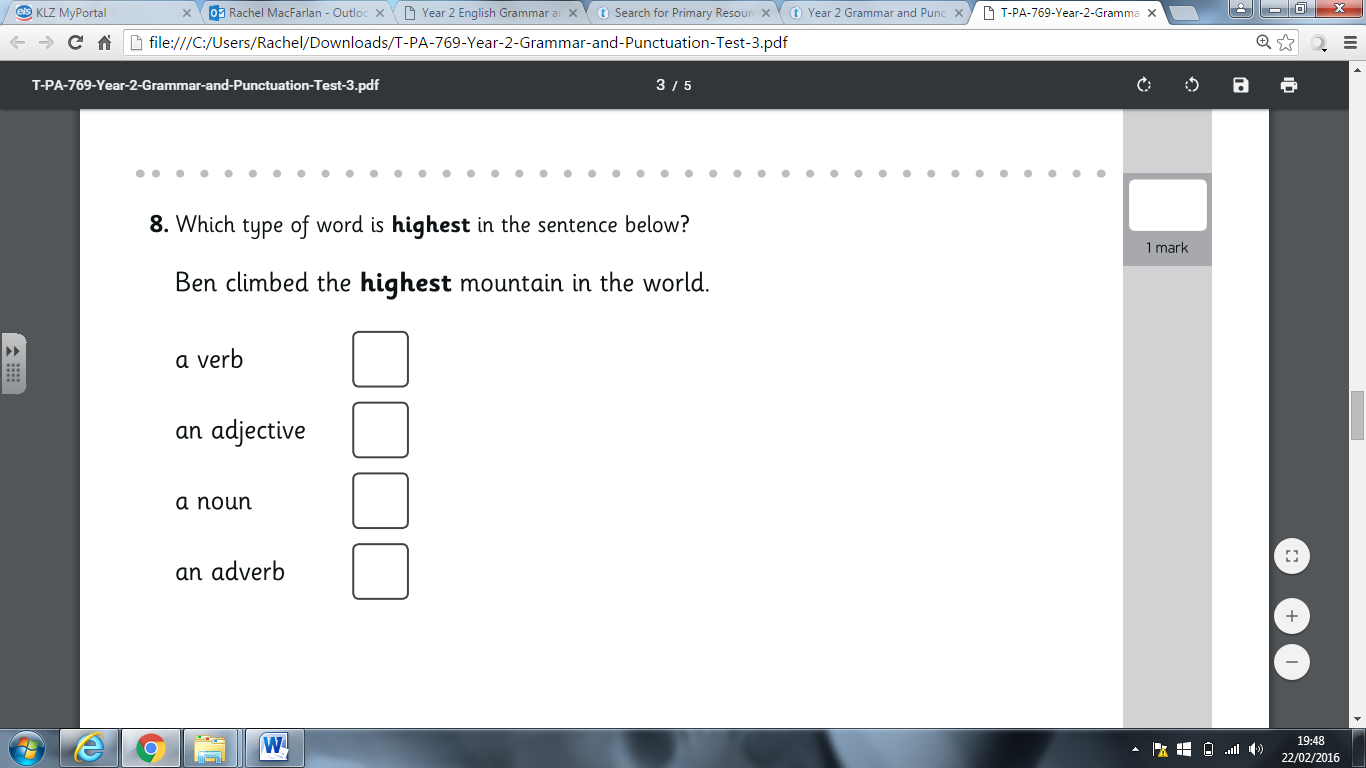 KLZ MyPortal
Rachel MacFarlan - Outloo
Year 2 English Grammar a
Search for Primary Resour
Year 2 Grammar and Punc
T-PA-769-Year-2-Gramma
file:///C:/Users/Rachel/Downloads/T-PA-769-Year-2-Grammar-and-Punctuation-Test-3.pdf
T-PA-769-Year-2-Grammar-and-Punctuation-Test-3.pdf
3 / 5
8. Which type of word is highest in the sentence below?
1 mark
Ben climbed the highest mountain in the world.
a verb
an adjective
a noun
an adverb
19:48
22/02/2016